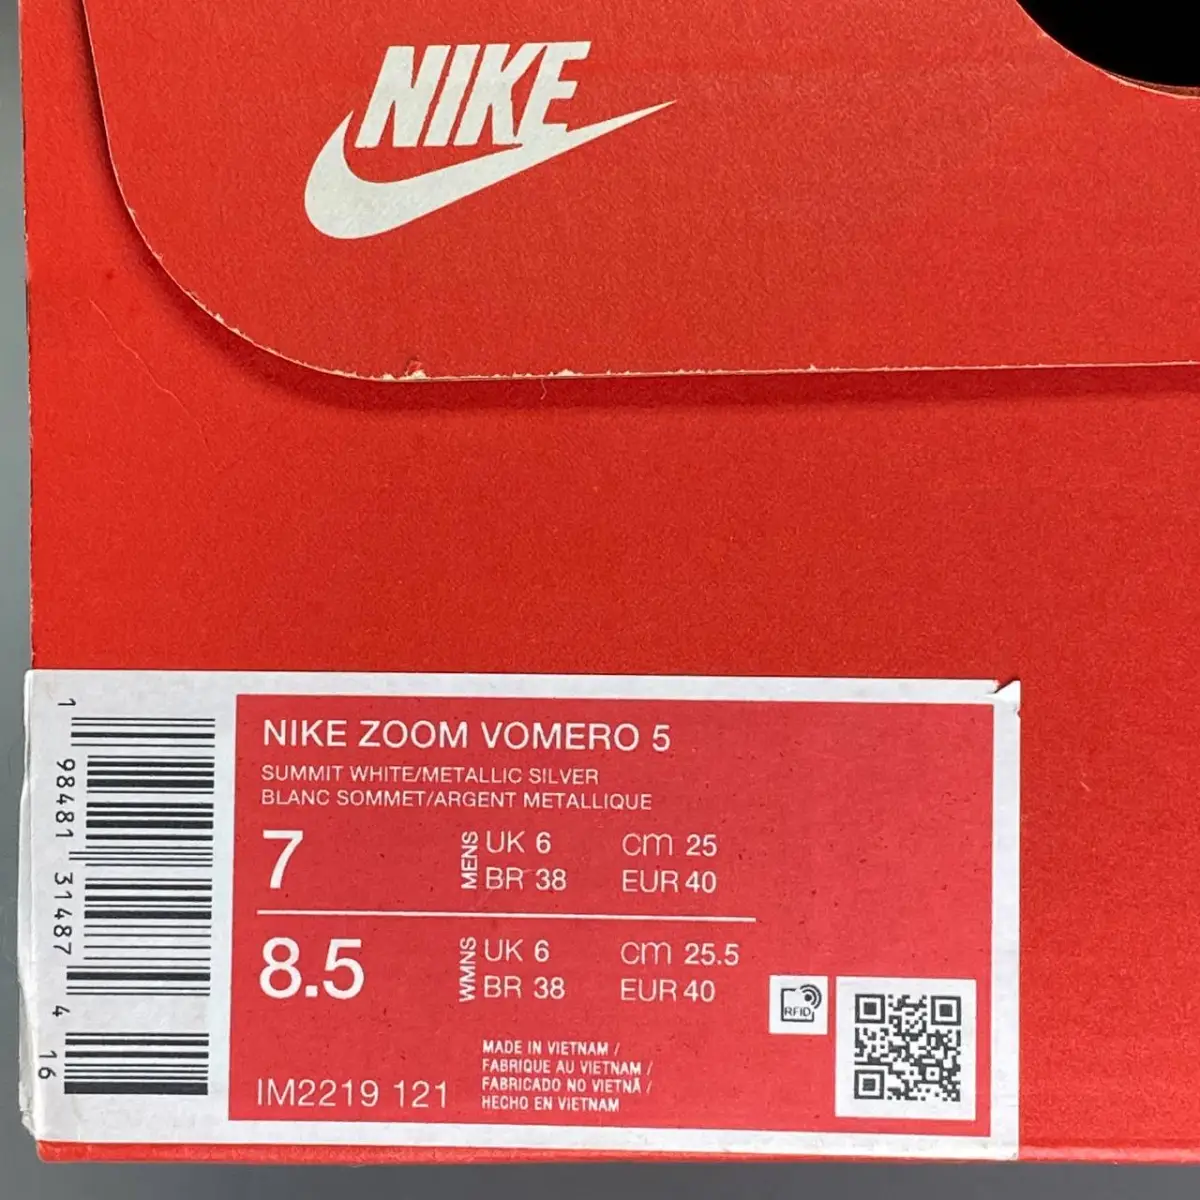 NIKE
NIKE ZOOM VOMERO 5
SUMMIT WHITE/METALLIC SILVER
BLANC SOMMET/ARGENT METALLIQUE
7 MENS UK 6 cm 25
BR 38 EUR 40
8.5 WMNS UK 6 cm 25.5
BR 38 EUR 40
RFID
MADE IN VIETNAM /
FABRIQUE AU VIETNAM /
FABRICADO NO VIETNÃ /
HECHO EN VIETNAM
IM2219 121
1 98481 31487 4 16